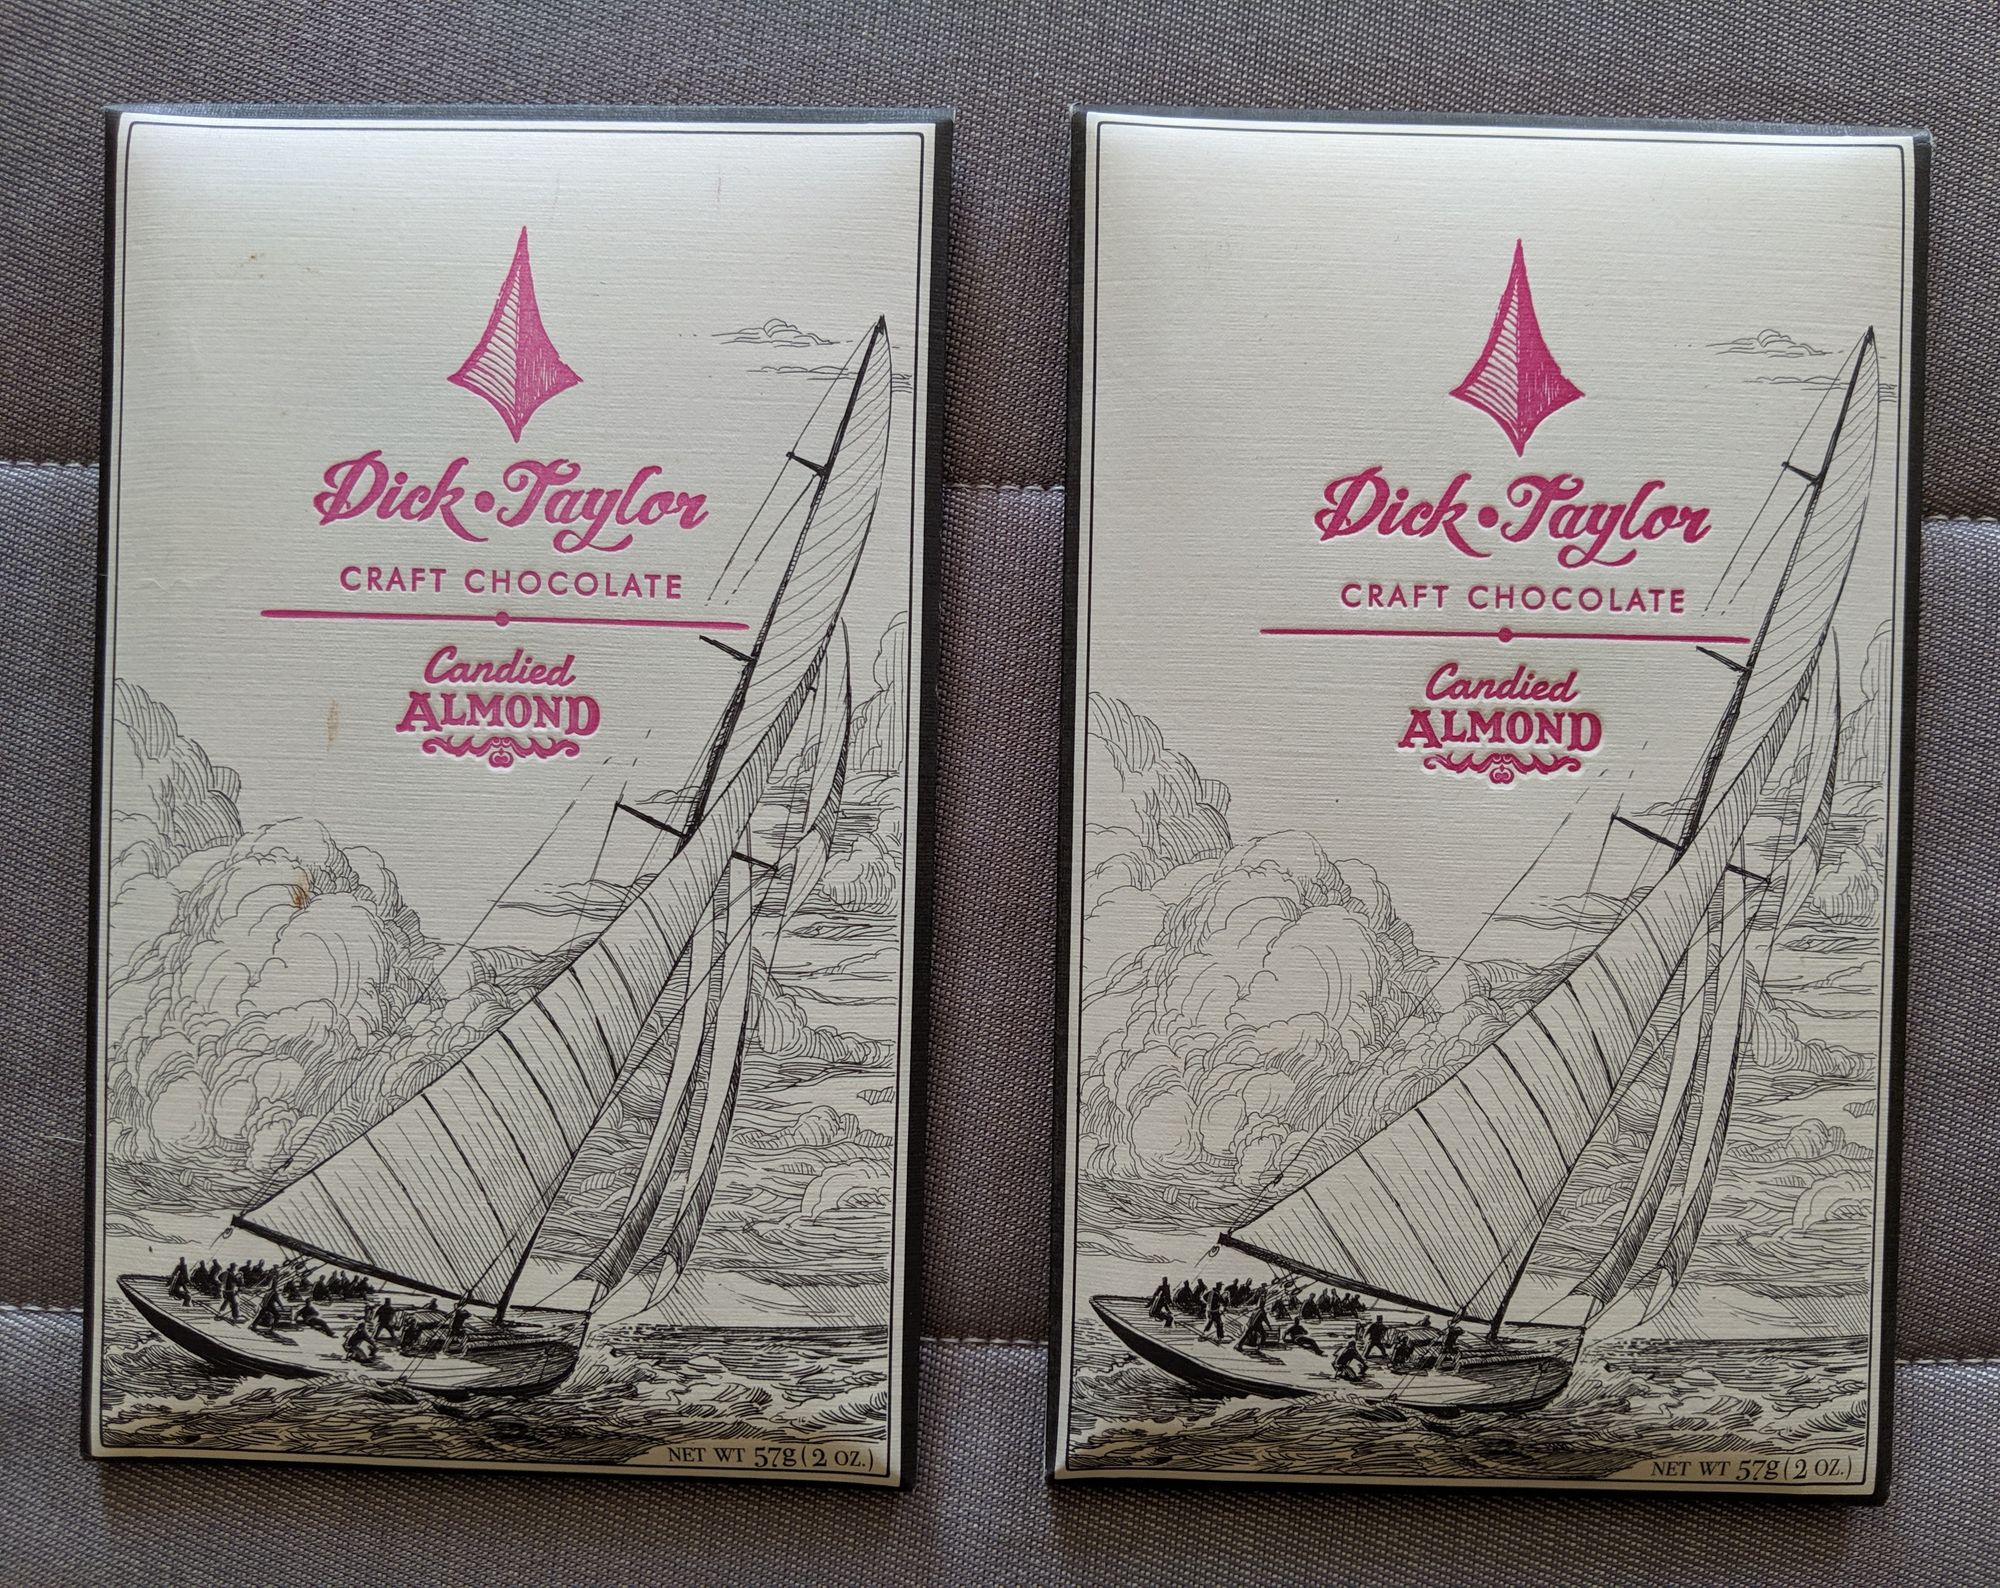 Dick • Taylor
CRAFT CHOCOLATE
Candied
ALMOND
NET WT 57g (2 OZ.)
Dick • Taylor
CRAFT CHOCOLATE
Candied
ALMOND
NET WT 57g (2 OZ.)